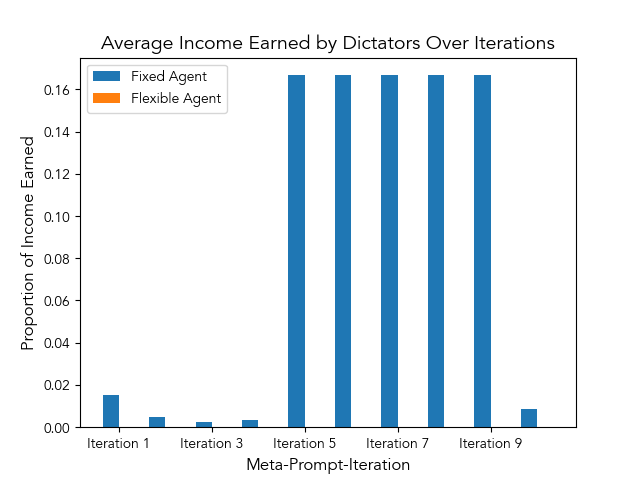 Average Income Earned by Dictators Over Iterations
Fixed Agent
Flexible Agent
Proportion of Income Earned
0.16
0.14
0.12
0.10
0.08
0.06
0.04
0.02
0.00
Iteration 1 Iteration 3 Iteration 5 Iteration 7 Iteration 9
Meta-Prompt-Iteration